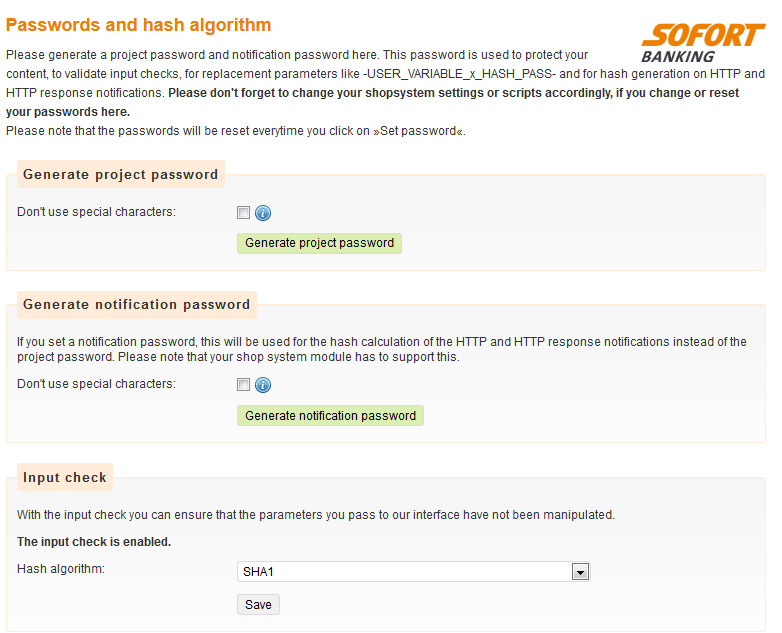 Passwords and hash algorithm
SOFORT
BANKING
Please generate a project password and notification password here. This password is used to protect your
content, to validate input checks, for replacement parameters like -USER_VARIABLE_x_HASH_PASS- and for hash generation on HTTP and
HTTP response notifications. Please don't forget to change your shopsystem settings or scripts accordingly, if you change or reset
your passwords here.
Please note that the passwords will be reset everytime you click on »Set password«.
Generate project password
Don't use special characters:
Generate project password
Generate notification password
If you set a notification password, this will be used for the hash calculation of the HTTP and HTTP response notifications instead of the
project password. Please note that your shop system module has to support this.
Don't use special characters:
Generate notification password
Input check
With the input check you can ensure that the parameters you pass to our interface have not been manipulated.
The input check is enabled.
Hash algorithm:
SHA1
Save